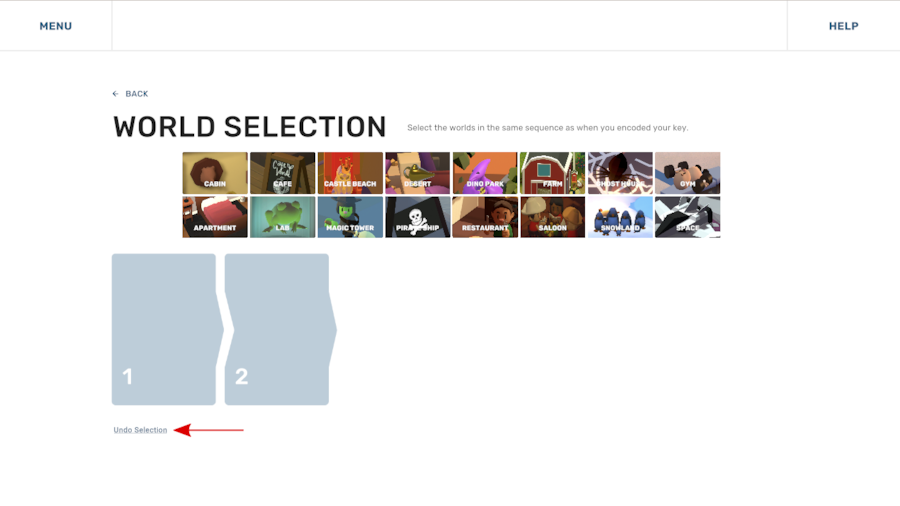 MENU
HELP
BACK
WORLD SELECTION
Select the worlds in the same sequence as when you encoded your key.
CABIN CAFE CASTLE BEACH DESERT DINO PARK FARM GHOST HOUSE GYM
APARTMENT LAB MAGIC TOWER PIRATE SHIP RESTAURANT SALOON SNOWLAND SPACE
1 2
Undo Selection